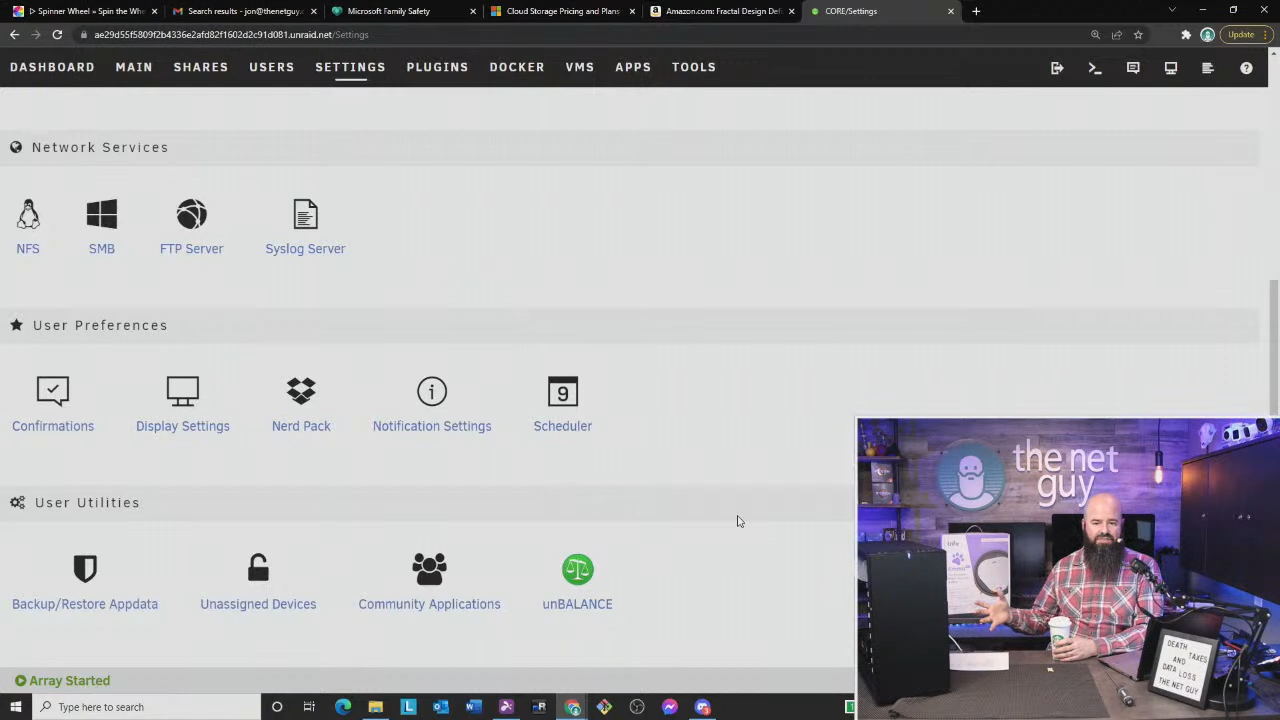 Spinner Wheel » Spin the Whe
Search results - jon@thenetguy.c
Microsoft Family Safety
Cloud Storage Pricing and Plans
Amazon.com: Fractal Design Def
CORE/Settings
ae29d55f5809f2b4336e2afd82f1602d2c91d081.unraid.net/Settings
Update
DASHBOARD MAIN SHARES USERS SETTINGS PLUGINS DOCKER VMS APPS TOOLS
Network Services
NFS SMB FTP Server Syslog Server
User Preferences
9
Confirmations Display Settings Nerd Pack Notification Settings Scheduler
the net
guy
User Utilities
Backup/Restore Appdata Unassigned Devices Community Applications unBALANCE
DEATH
TAXES
AND
DATA LOSS
THE NET GUY
Array Started
Type here to search